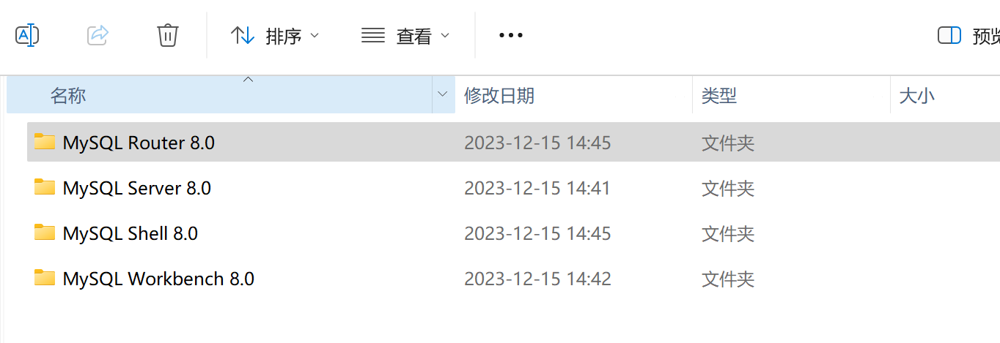 A 排序 查看 预览
名称 修改日期 类型 大小
MySQL Router 8.0 2023-12-15 14:45 文件夹
MySQL Server 8.0 2023-12-15 14:41 文件夹
MySQL Shell 8.0 2023-12-15 14:45 文件夹
MySQL Workbench 8.0 2023-12-15 14:42 文件夹